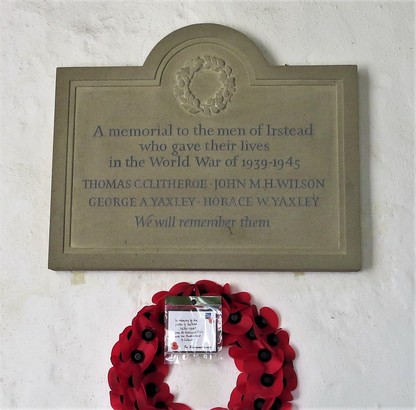 A memorial to the men of Irstead
who gave their lives
in the World War of 1939-1945
THOMAS C. CLITHEROE · JOHN M.H. WILSON
GEORGE A. YAXLEY · HORACE W. YAXLEY
We will remember them